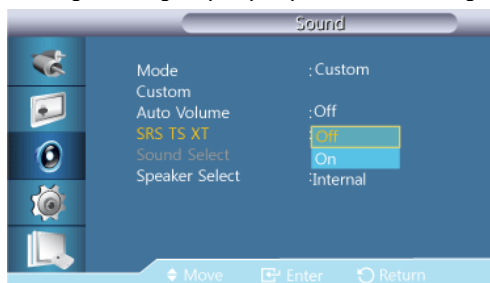 Sound
Mode : Custom
Custom
Auto Volume : Off
SRS TS XT : Off
On
Sound Select
Speaker Select : Internal
Move Enter Return